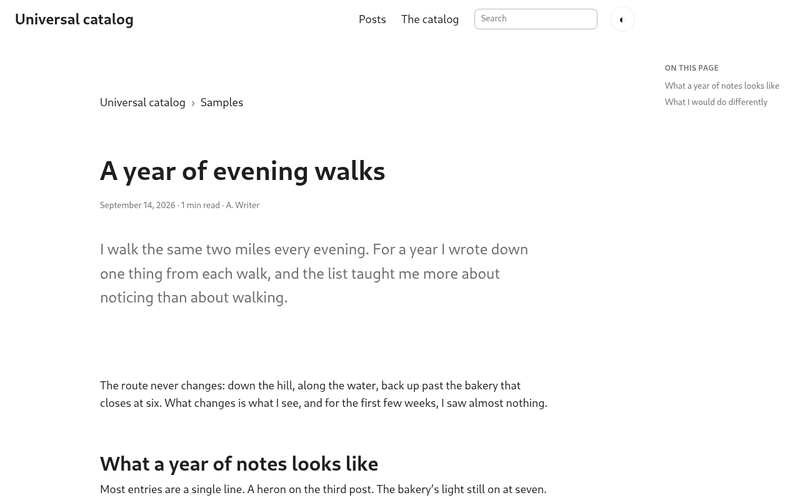 Universal catalog
Posts
The catalog
Search
ON THIS PAGE
What a year of notes looks like
What I would do differently
Universal catalog › Samples
A year of evening walks
September 14, 2026 · 1 min read · A. Writer
I walk the same two miles every evening. For a year I wrote down
one thing from each walk, and the list taught me more about
noticing than about walking.
The route never changes: down the hill, along the water, back up past the bakery that
closes at six. What changes is what I see, and for the first few weeks, I saw almost nothing.
What a year of notes looks like
Most entries are a single line. A heron on the third post. The bakery’s light still on at seven.